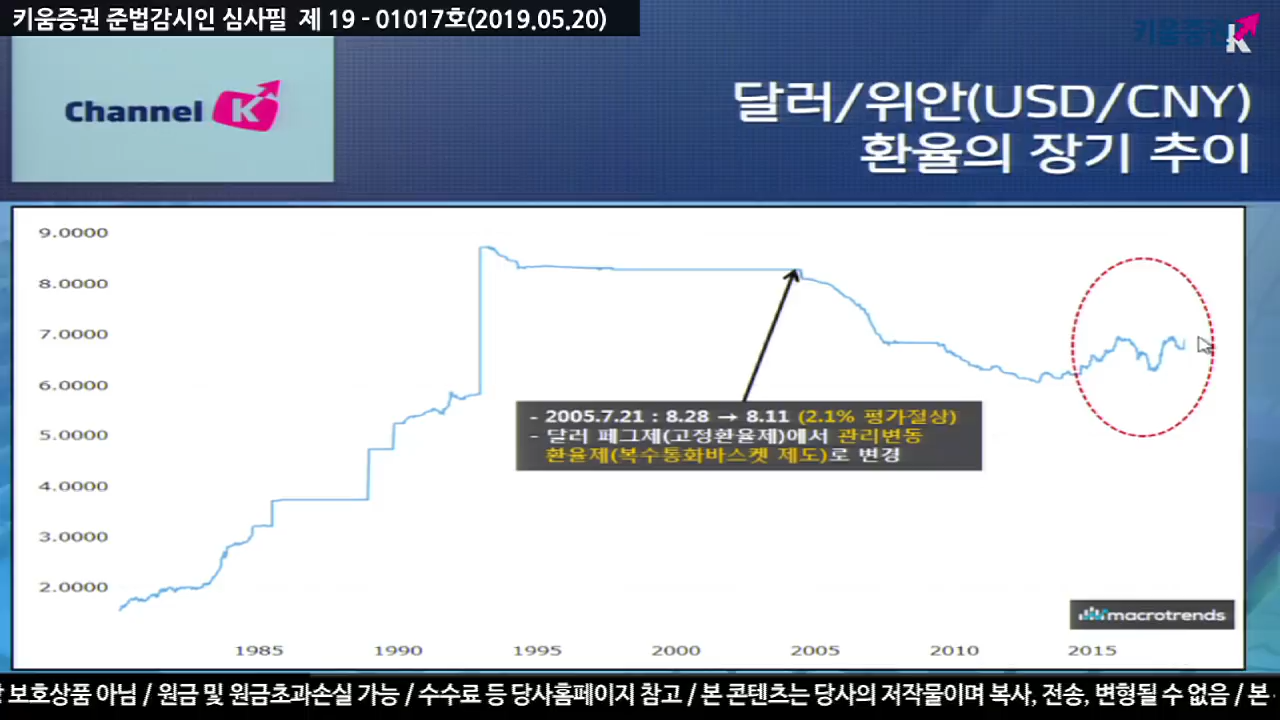 키움증권 준법감시인 심사필 제 19 - 01017호(2019.05.20)
키움증권
K
Channel K
달러/위안(USD/CNY)
환율의 장기 추이
9.0000
8.0000
7.0000
6.0000
5.0000
4.0000
3.0000
2.0000
- 2005.7.21 : 8.28 → 8.11 (2.1% 평가절상)
- 달러 페그제(고정환율제)에서 관리변동
환율제(복수통화바스켓 제도)로 변경
macrotrends
1985 1990 1995 2000 2005 2010 2015
보호상품 아님 / 원금 및 원금초과손실 가능 / 수수료 등 당사홈페이지 참고 / 본 콘텐츠는 당사의 저작물이며 복사, 전송, 변형될 수 없음 / 본